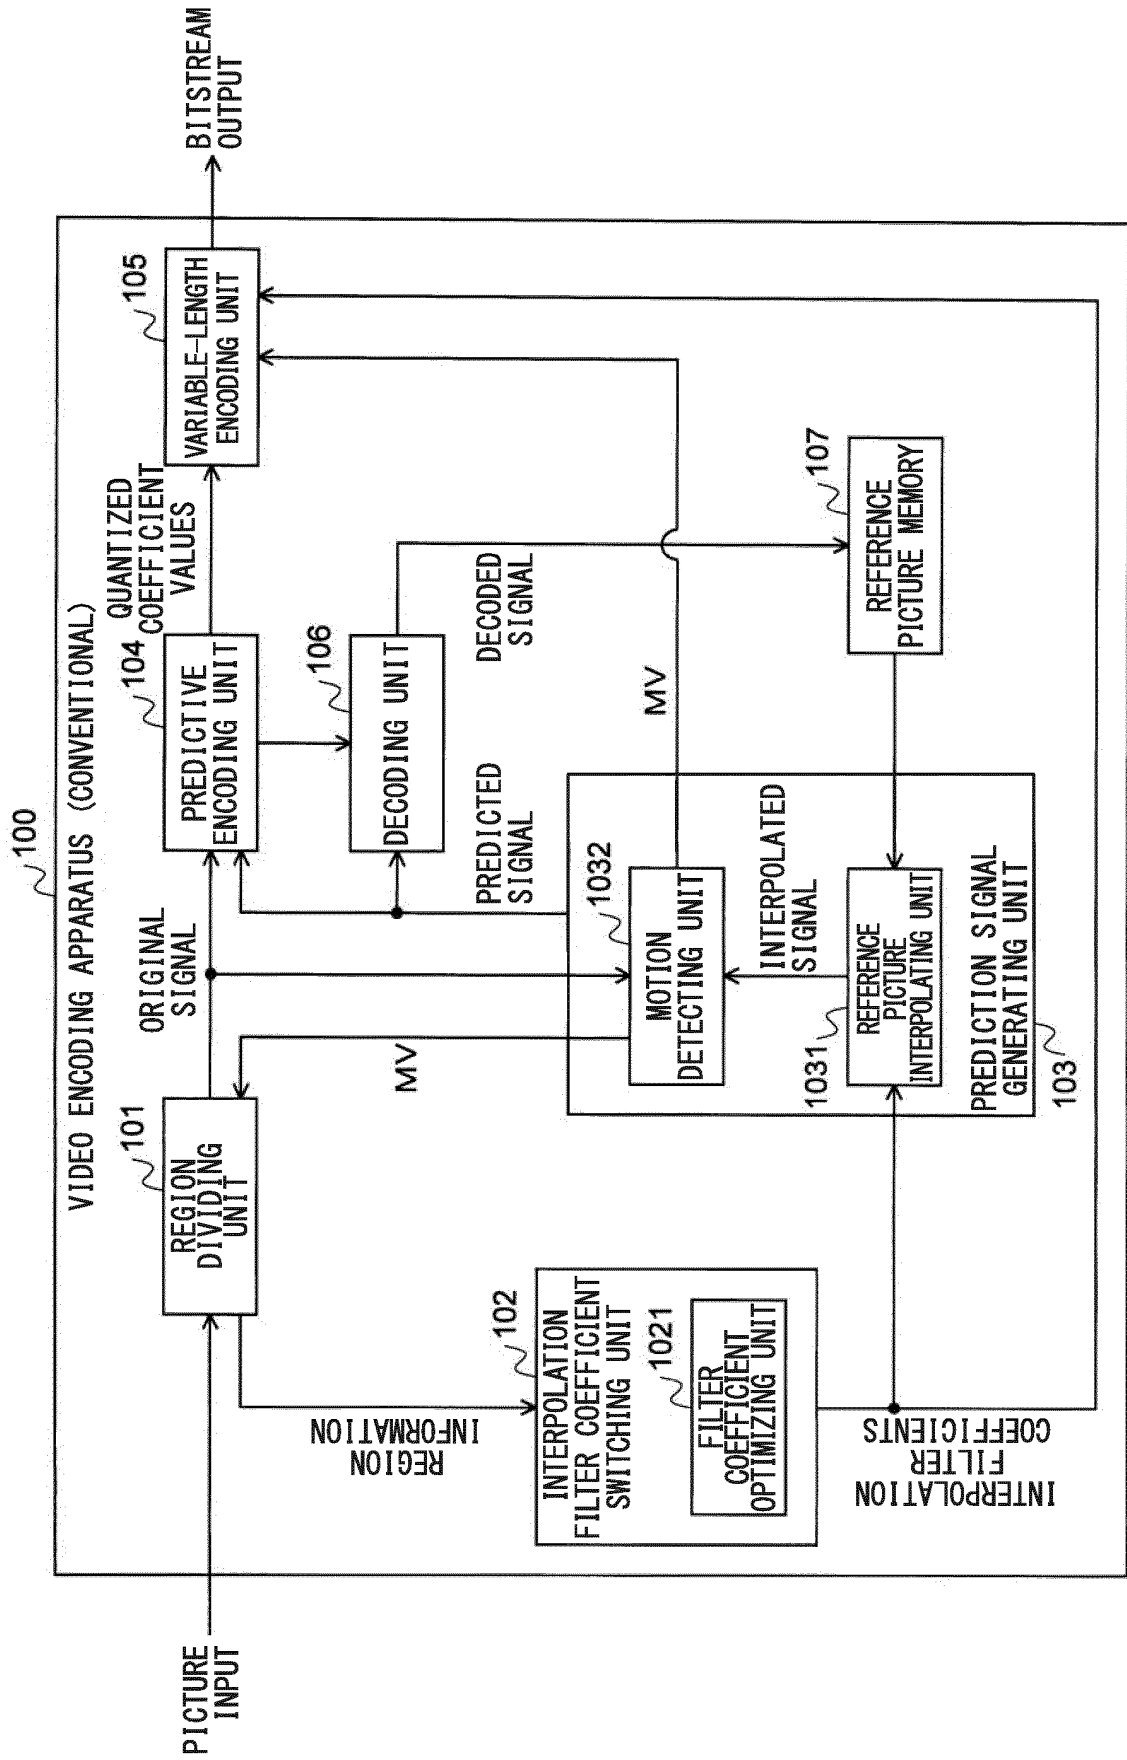 100
VIDEO ENCODING APPARATUS (CONVENTIONAL)
PICTURE
INPUT
101
REGION
DIVIDING
UNIT
ORIGINAL
SIGNAL
104
PREDICTIVE
ENCODING UNIT
QUANTIZED
COEFFICIENT
VALUES
105
VARIABLE-LENGTH
ENCODING UNIT
BITSTREAM
OUTPUT
REGION
INFORMATION
MV
106
DECODING UNIT
PREDICTED
SIGNAL
DECODED
SIGNAL
102
INTERPOLATION
FILTER COEFFICIENT
SWITCHING UNIT
1021
FILTER
COEFFICIENT
OPTIMIZING UNIT
1032
MOTION
DETECTING UNIT
MV
INTERPOLATED
SIGNAL
1031
REFERENCE
PICTURE
INTERPOLATING UNIT
107
REFERENCE
PICTURE MEMORY
INTERPOLATION
FILTER
COEFFICIENTS
PREDICTION SIGNAL
GENERATING UNIT
103